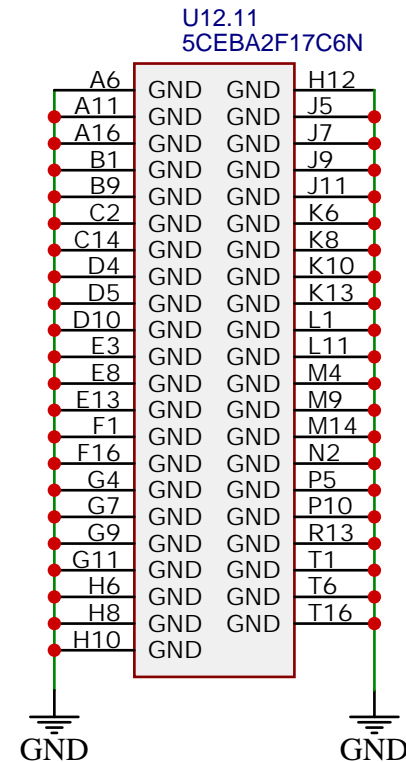 U12.11
5CEBA2F17C6N
A6 GND GND H12
A11 GND GND J5
A16 GND GND J7
B1 GND GND J9
B9 GND GND J11
C2 GND GND K6
C14 GND GND K8
D4 GND GND K10
D5 GND GND K13
D10 GND GND L1
E3 GND GND L11
E8 GND GND M4
E13 GND GND M9
F1 GND GND M14
F16 GND GND N2
G4 GND GND P5
G7 GND GND P10
G9 GND GND R13
G11 GND GND T1
H6 GND GND T6
H8 GND GND T16
H10 GND
GND GND